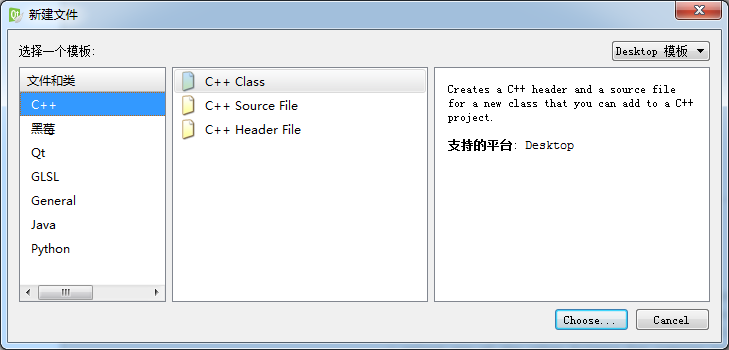 新建文件
选择一个模板:
Desktop 模板
文件和类
C++
黑莓
Qt
GLSL
General
Java
Python
C++ Class
C++ Source File
C++ Header File
Creates a C++ header and a source file
for a new class that you can add to a C++
project.
支持的平台: Desktop
Choose...
Cancel